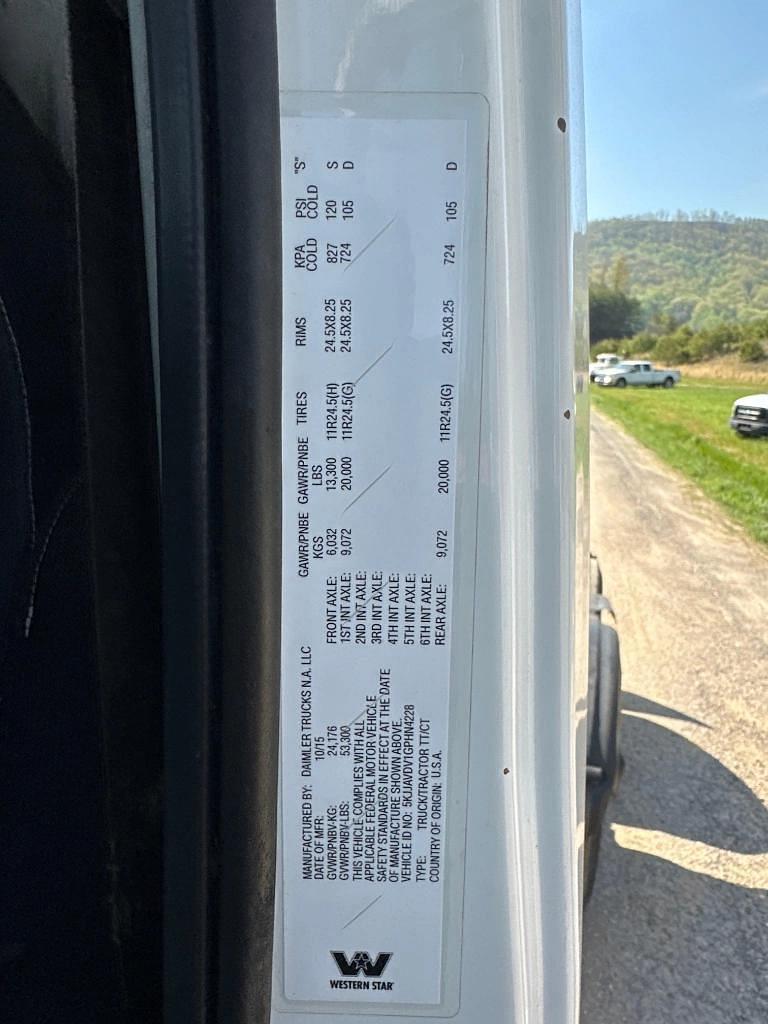 WESTERN STAR
MANUFACTURED BY: DAIMLER TRUCKS N.A. LLC
DATE OF MFR: 10/15
GVWR/PNBV-KG: 24,176
GVWR/PNBV-LBS: 53,300
THIS VEHICLE COMPLIES WITH ALL
APPLICABLE FEDERAL MOTOR VEHICLE
SAFETY STANDARDS IN EFFECT AT THE DATE
OF MANUFACTURE SHOWN ABOVE.
VEHICLE ID NO: 5KJJAVDV1GPHN4228
TYPE: TRUCK/TRACTOR TT/CT
COUNTRY OF ORIGIN: U.S.A.
GAWR/PNBE GAWR/PNBE TIRES RIMS KPA PSI "S"
KGS LBS COLD COLD
FRONT AXLE: 6,032 13,300 11R24.5(H) 24.5X8.25 827 120 S
1ST INT AXLE: 9,072 20,000 11R24.5(G) 24.5X8.25 724 105 D
2ND INT AXLE:
3RD INT AXLE:
4TH INT AXLE:
5TH INT AXLE:
6TH INT AXLE:
REAR AXLE: 9,072 20,000 11R24.5(G) 24.5X8.25 724 105 D